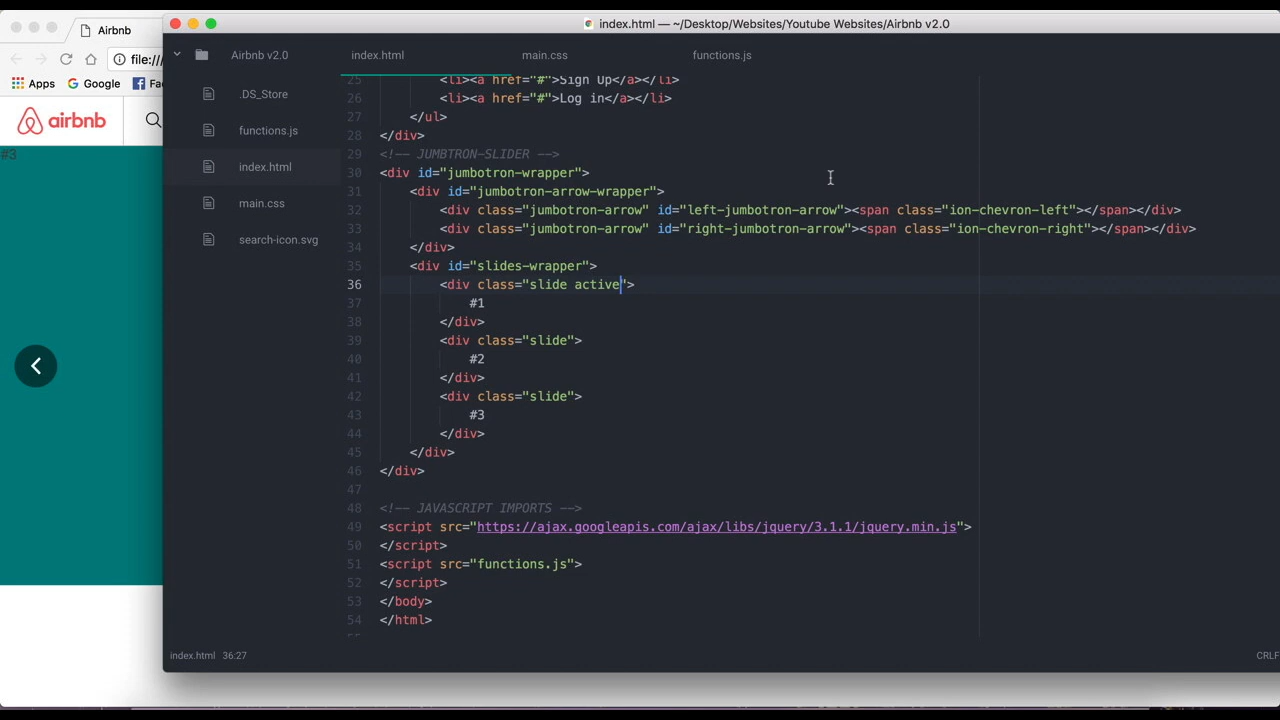 index.html — ~/Desktop/Websites/Youtube Websites/Airbnb v2.0
Airbnb
file:///
Apps Google Fa
airbnb
#3
Airbnb v2.0
.DS_Store
functions.js
index.html
main.css
search-icon.svg
index.html main.css functions.js
25 <li><a href="#">Sign Up</a></li>
26 <li><a href="#">Log in</a></li>
27 </ul>
28 </div>
29 <!-- JUMBTRON-SLIDER -->
30 <div id="jumbotron-wrapper">
31 <div id="jumbotron-arrow-wrapper">
32 <div class="jumbotron-arrow" id="left-jumbotron-arrow"><span class="ion-chevron-left"></span></div>
33 <div class="jumbotron-arrow" id="right-jumbotron-arrow"><span class="ion-chevron-right"></span></div>
34 </div>
35 <div id="slides-wrapper">
36 <div class="slide active">
37 #1
38 </div>
39 <div class="slide">
40 #2
41 </div>
42 <div class="slide">
43 #3
44 </div>
45 </div>
46 </div>
47
48 <!-- JAVASCRIPT IMPORTS -->
49 <script src="https://ajax.googleapis.com/ajax/libs/jquery/3.1.1/jquery.min.js">
50 </script>
51 <script src="functions.js">
52 </script>
53 </body>
54 </html>
index.html 36:27
CRLF